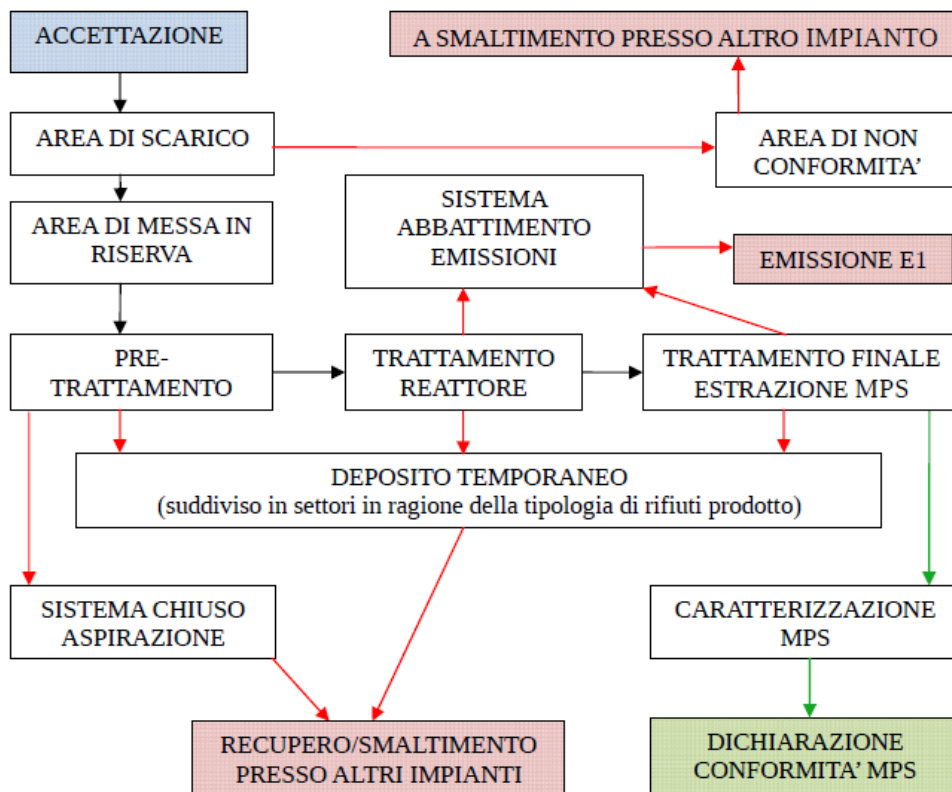 ACCETTAZIONE
A SMALTIMENTO PRESSO ALTRO IMPIANTO
AREA DI SCARICO
AREA DI NON
CONFORMITA’
SISTEMA
ABBATTIMENTO
EMISSIONI
AREA DI MESSA IN
RISERVA
EMISSIONE E1
PRE-
TRATTAMENTO
TRATTAMENTO
REATTORE
TRATTAMENTO FINALE
ESTRAZIONE MPS
DEPOSITO TEMPORANEO
(suddiviso in settori in ragione della tipologia di rifiuti prodotto)
SISTEMA CHIUSO
ASPIRAZIONE
CARATTERIZZAZIONE
MPS
RECUPERO/SMALTIMENTO
PRESSO ALTRI IMPIANTI
DICHIARAZIONE
CONFORMITA’ MPS